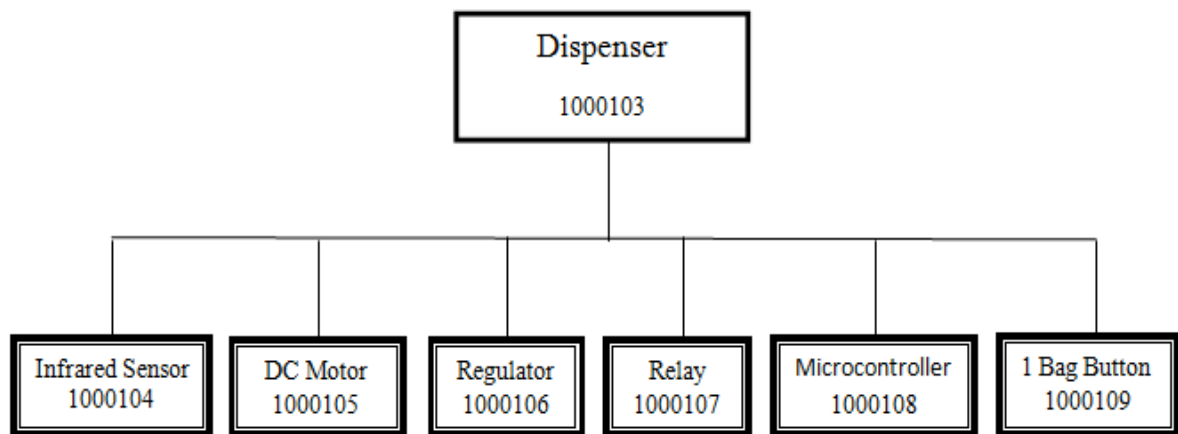 Dispenser
1000103
Infrared Sensor
1000104
DC Motor
1000105
Regulator
1000106
Relay
1000107
Microcontroller
1000108
1 Bag Button
1000109